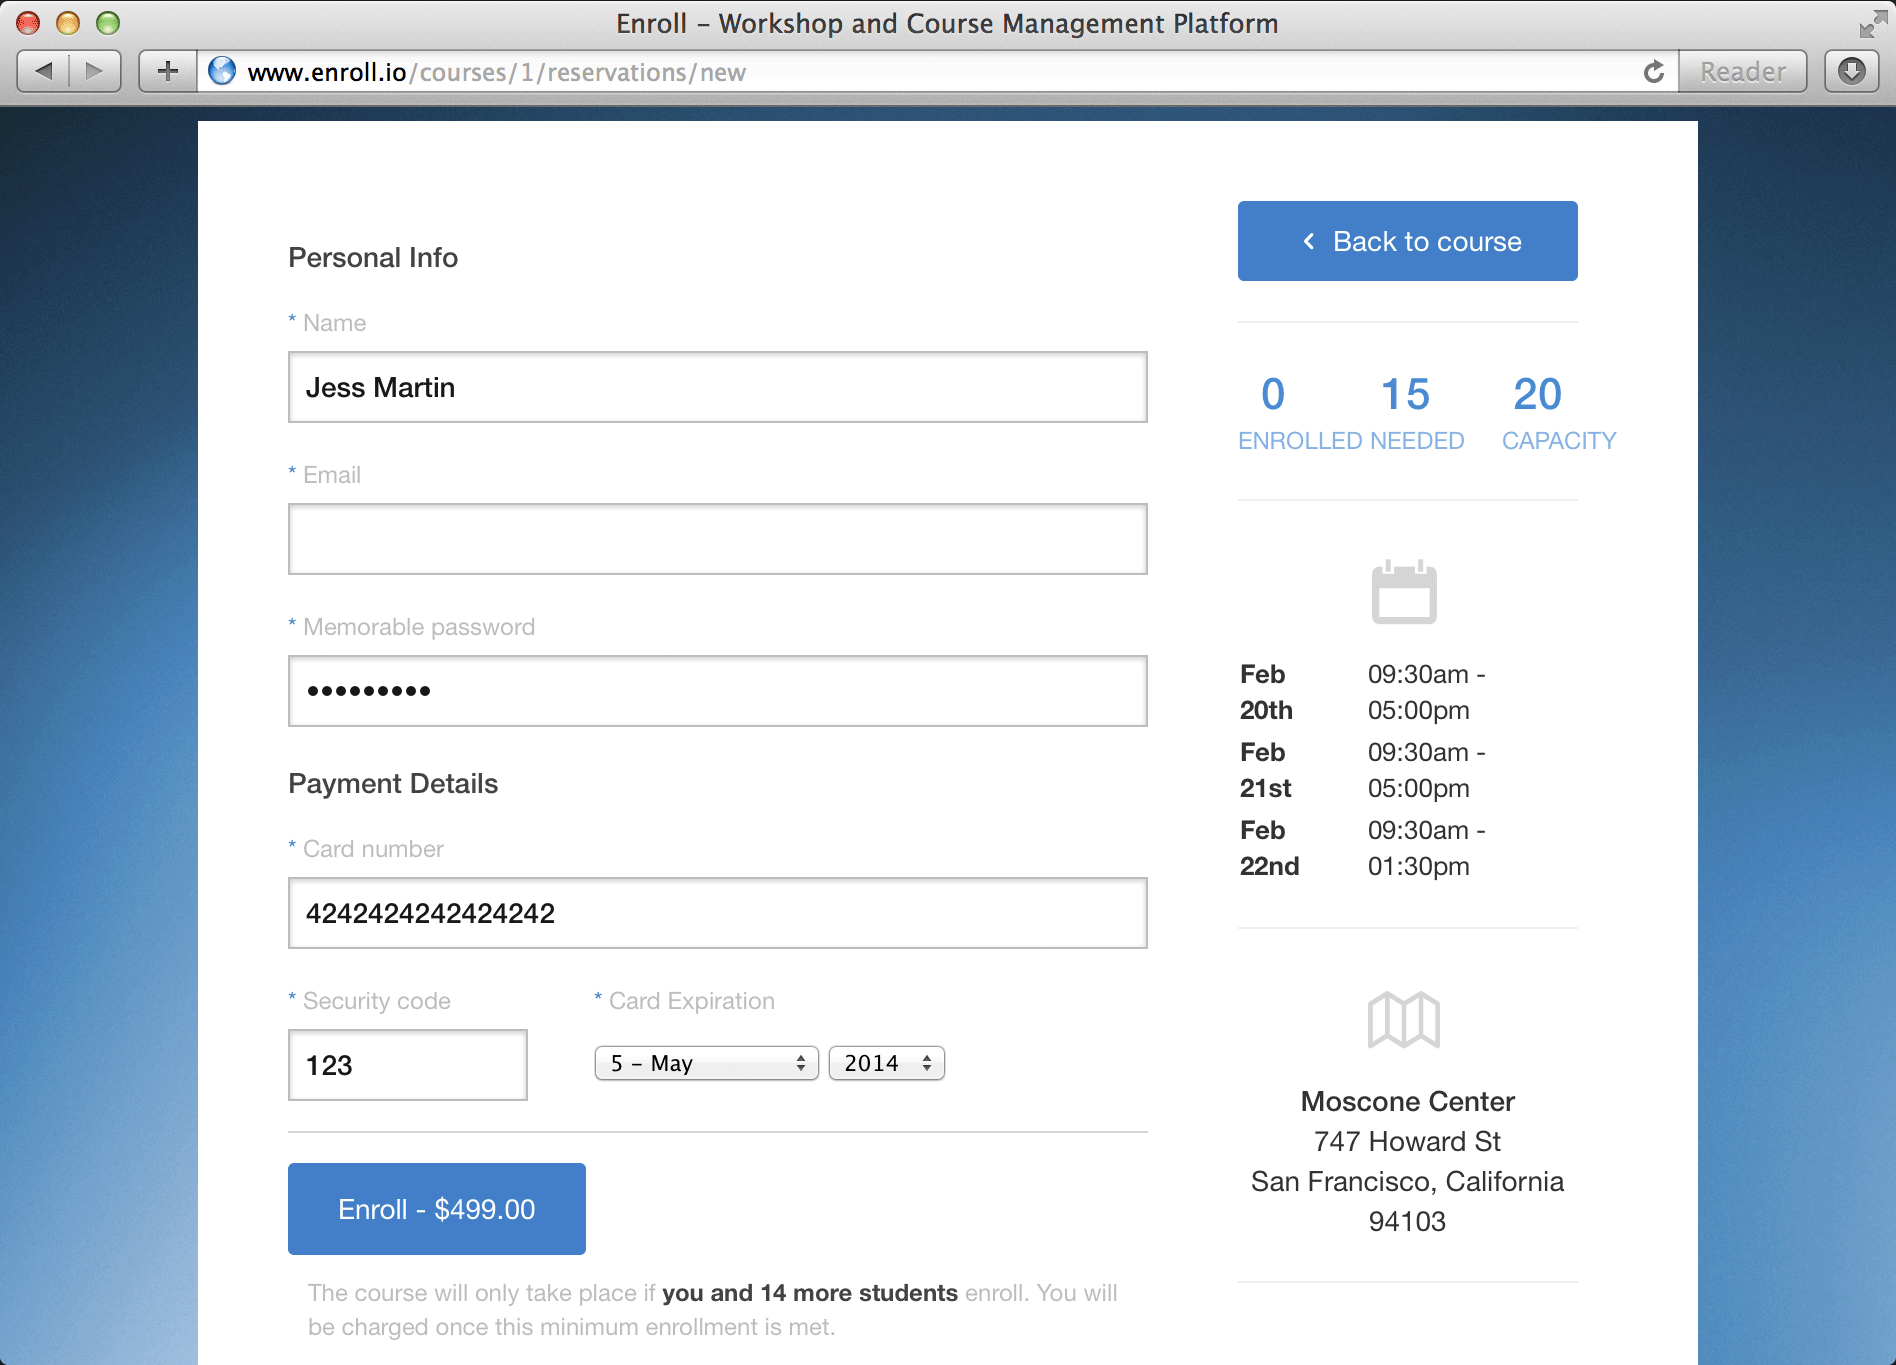 Enroll – Workshop and Course Management Platform
www.enroll.io/courses/1/reservations/new
Reader
Personal Info
* Name
Jess Martin
* Email
* Memorable password
•••••••••
Payment Details
* Card number
4242424242424242
* Security code
* Card Expiration
123
5 – May
2014
Enroll - $499.00
The course will only take place if you and 14 more students enroll. You will
be charged once this minimum enrollment is met.
Back to course
0 15 20
ENROLLED NEEDED CAPACITY
Feb 09:30am -
20th 05:00pm
Feb 09:30am -
21st 05:00pm
Feb 09:30am -
22nd 01:30pm
Moscone Center
747 Howard St
San Francisco, California
94103